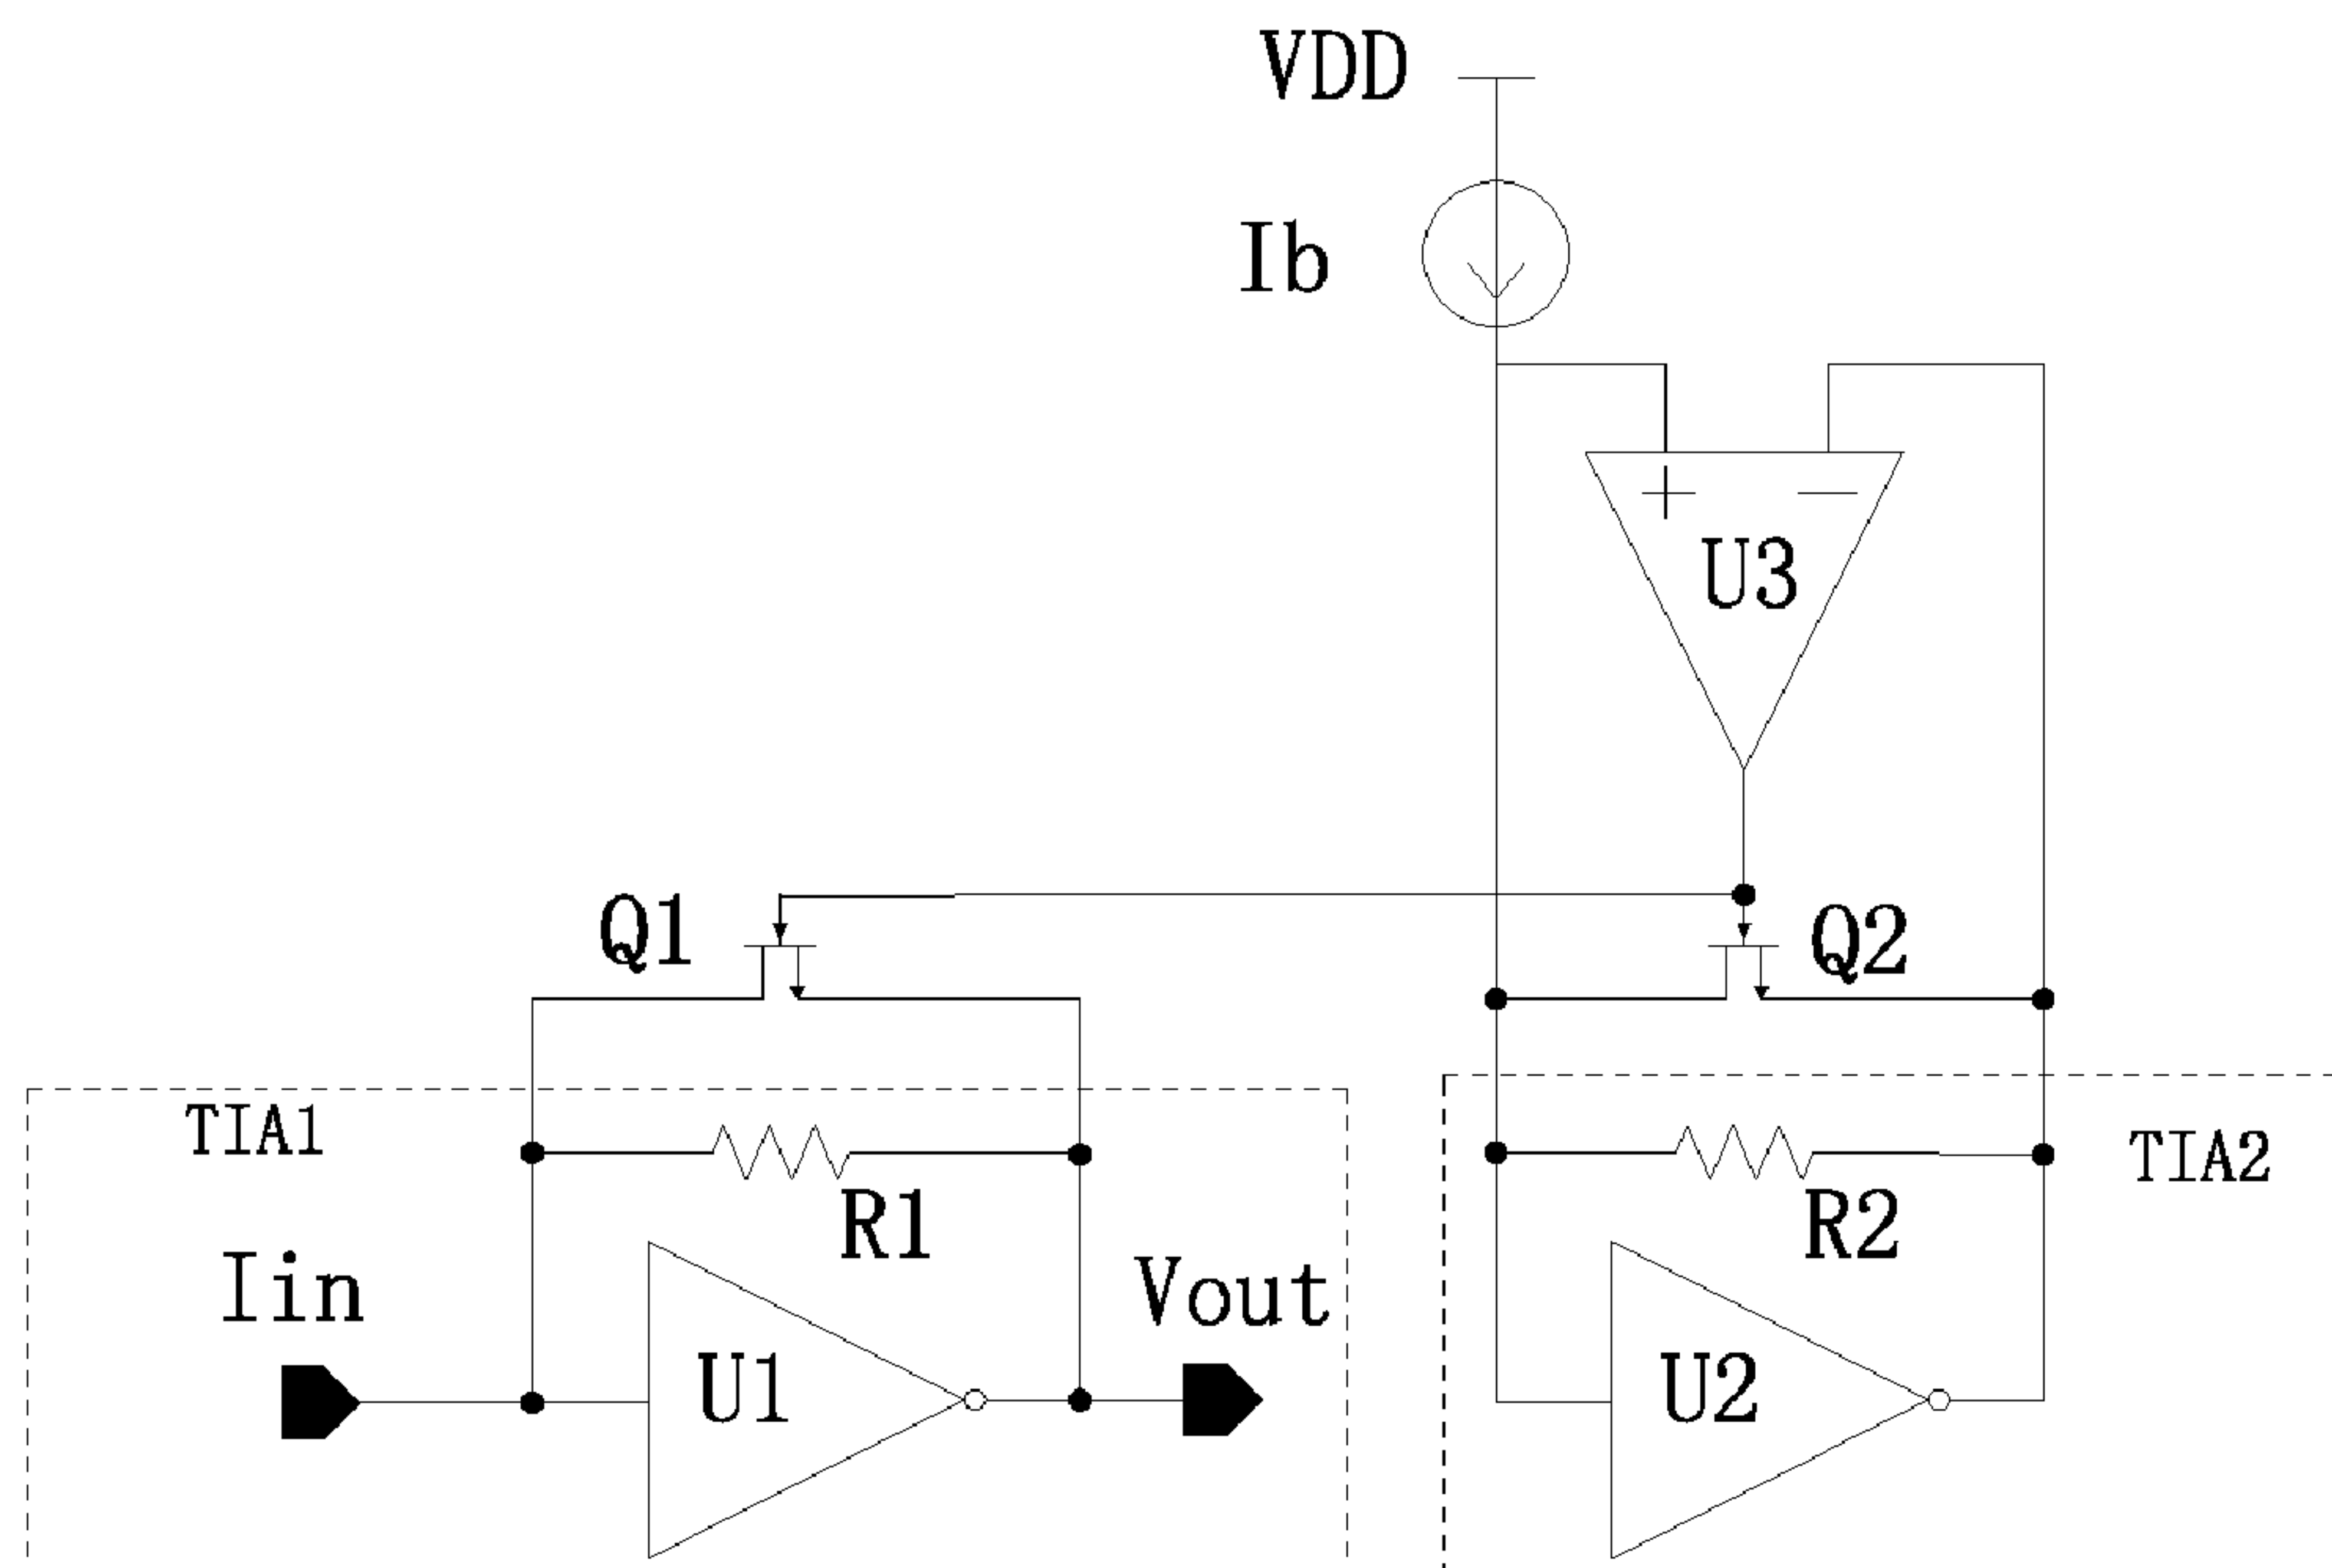 VDD
Ib
+ −
U3
Q1
Q2
TIA1
TIA2
R1
R2
Iin
Vout
U1
U2